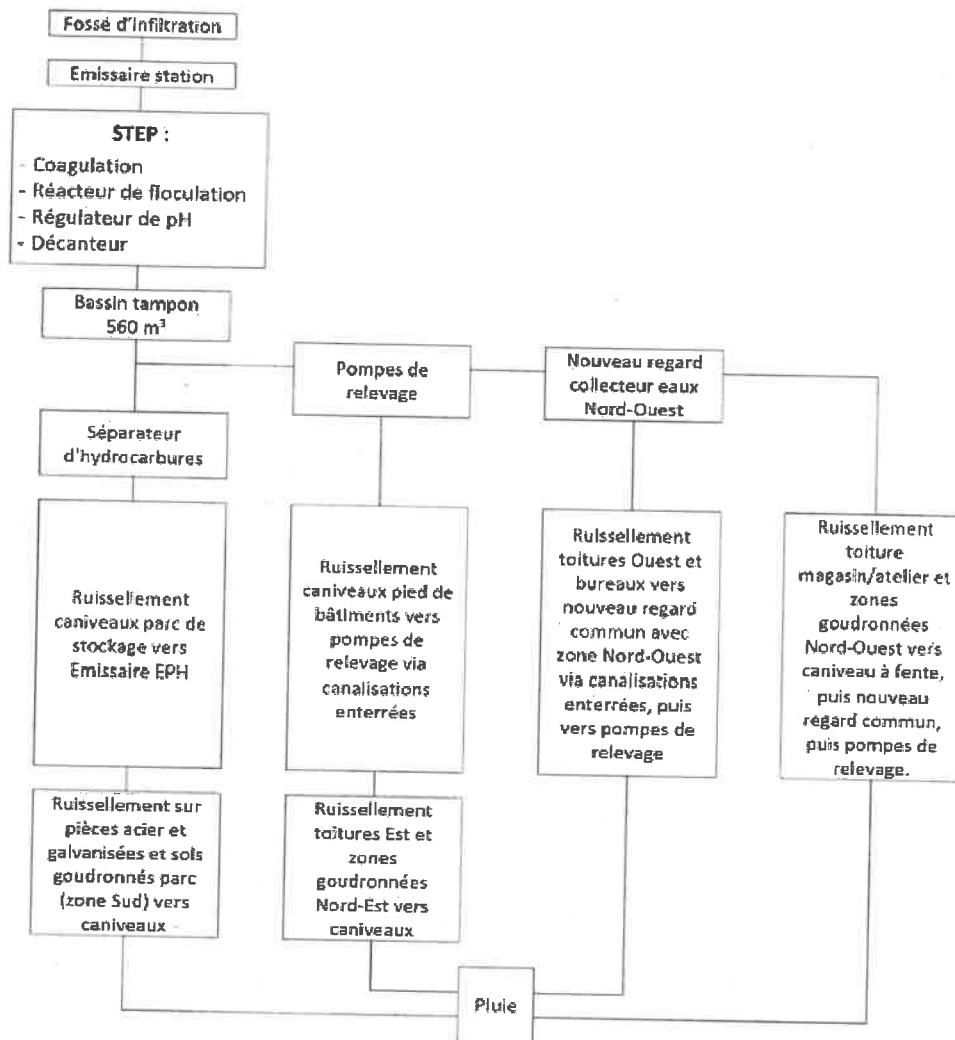 Fossé d'infiltration
Emissaire station
STEP :
- Coagulation
- Réacteur de floculation
- Régulateur de pH
- Décanteur
Bassin tampon
560 m³
Pompes de
relevage
Nouveau regard
collecteur eaux
Nord-Ouest
Séparateur
d'hydrocarbures
Ruissellement
caniveaux parc de
stockage vers
Emissaire EPH
Ruissellement
caniveaux pied de
bâtiments vers
pompes de
relevage via
canalisations
enterrées
Ruissellement
toitures Ouest et
bureaux vers
nouveau regard
commun avec
zone Nord-Ouest
via canalisations
enterrées, puis
vers pompes de
relevage
Ruissellement
toiture
magasin/atelier et
zones
goudronnées
Nord-Ouest vers
caniveau à fente,
puis nouveau
regard commun,
puis pompes de
relevage.
Ruissellement sur
pièces acier et
galvanisées et sols
goudronnés parc
(zone Sud) vers
caniveaux
Ruissellement
toitures Est et
zones
goudronnées
Nord-Est vers
caniveaux
Pluie